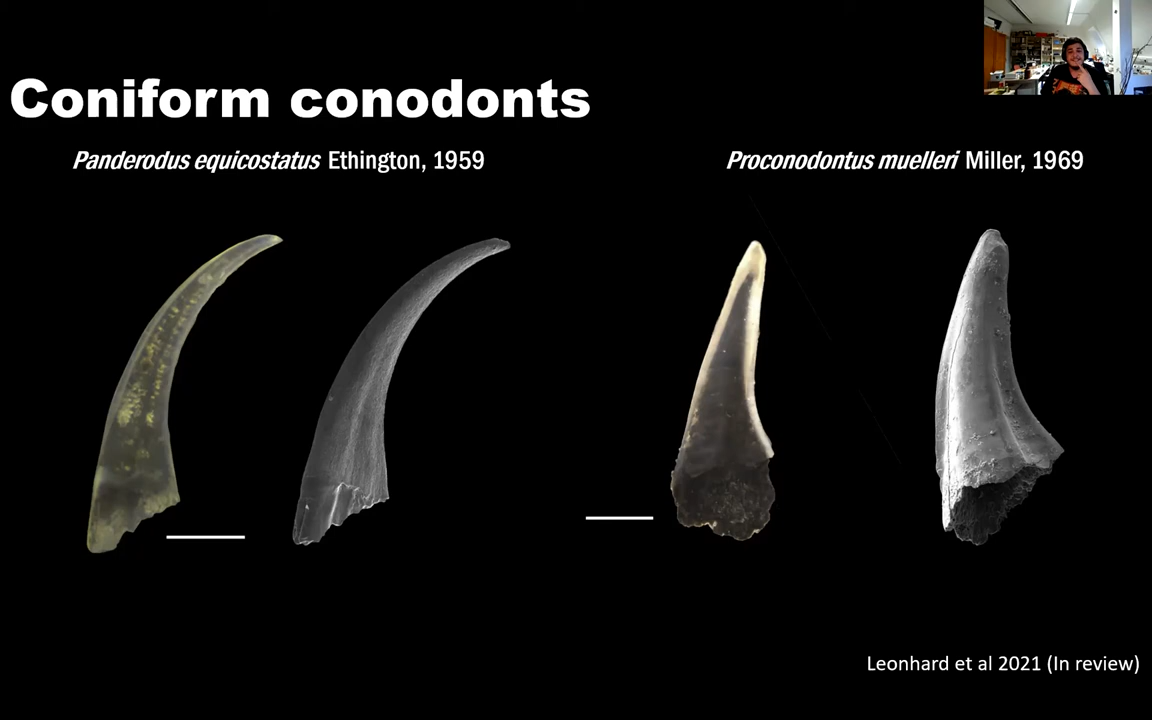 Coniform conodonts
Panderodus equicostatus Ethington, 1959
Proconodontus muelleri Miller, 1969
Leonhard et al 2021 (In review)